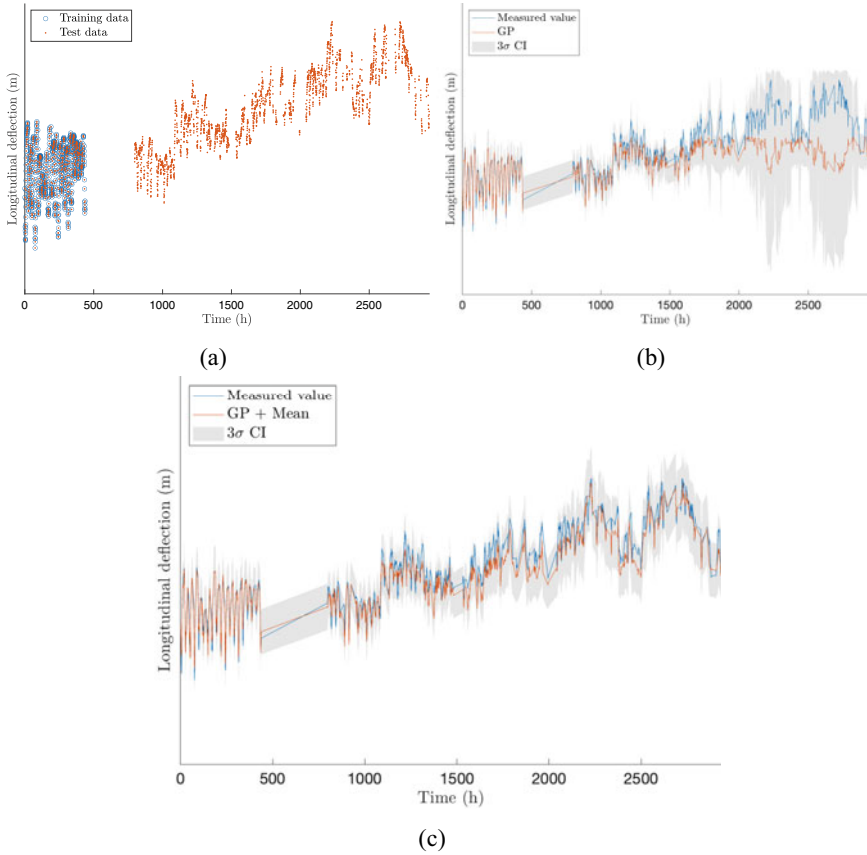 Training data
Test data
Longitudinal deflection (m)
0 500 1000 1500 2000 2500
Time (h)
(a)
Measured value
GP
3σ CI
Longitudinal deflection (m)
0 500 1000 1500 2000 2500
Time (h)
(b)
Measured value
GP + Mean
3σ CI
Longitudinal deflection (m)
0 500 1000 1500 2000 2500
Time (h)
(c)